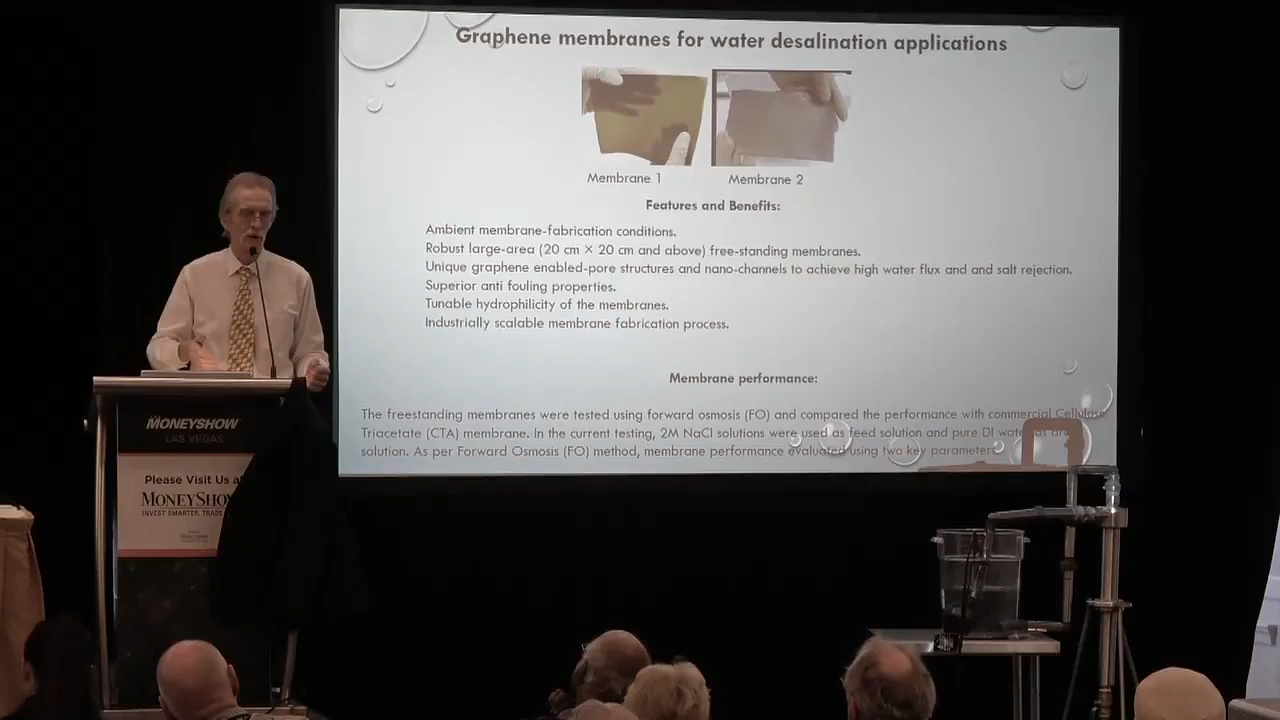 Graphene membranes for water desalination applications
Membrane 1
Membrane 2
Features and Benefits:
Ambient membrane-fabrication conditions.
Robust large-area (20 cm × 20 cm and above) free-standing membranes.
Unique graphene enabled-pore structures and nano-channels to achieve high water flux and and salt rejection.
Superior anti fouling properties.
Tunable hydrophilicity of the membranes.
Industrially scalable membrane fabrication process.
Membrane performance:
The freestanding membranes were tested using forward osmosis (FO) and compared the performance with commercial Cellulose
Triacetate (CTA) membrane. In the current testing, 2M NaCl solutions were used as feed solution and pure DI water as
solution. As per Forward Osmosis (FO) method, membrane performance evaluated using two key parameters
MONEYSHOW
LAS VEGAS
Please Visit Us a
MONEYSHO
INVEST SMARTER, TRADE